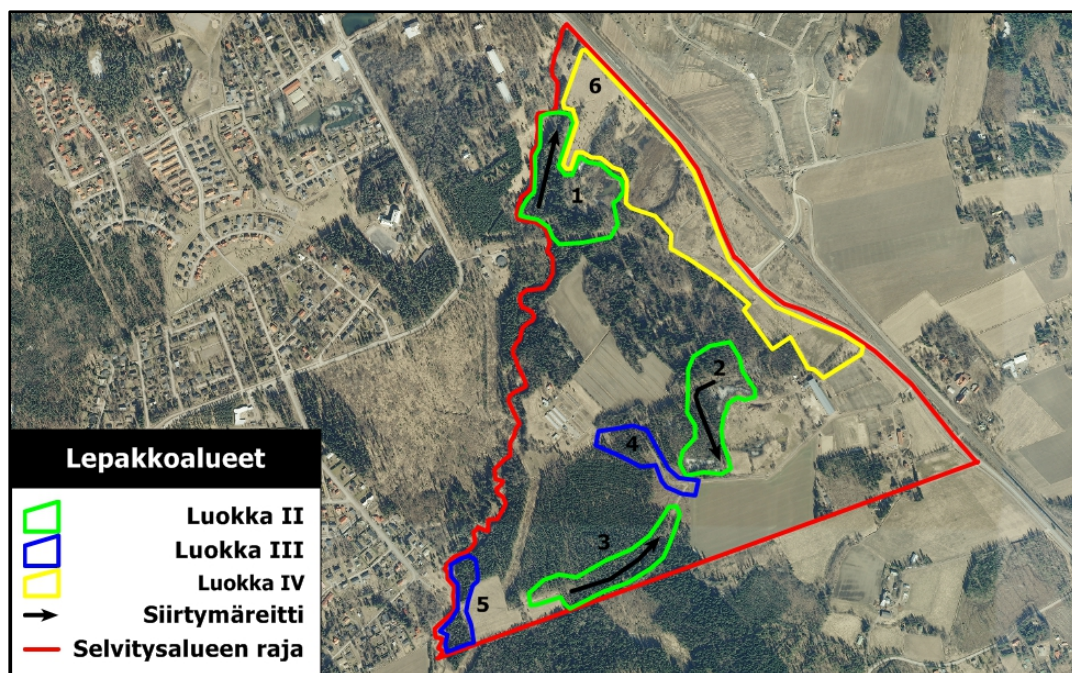 6
1
2
4
3
5
Lepakkoalueet
Luokka II
Luokka III
Luokka IV
Siirtymäreitti
Selvitysalueen raja